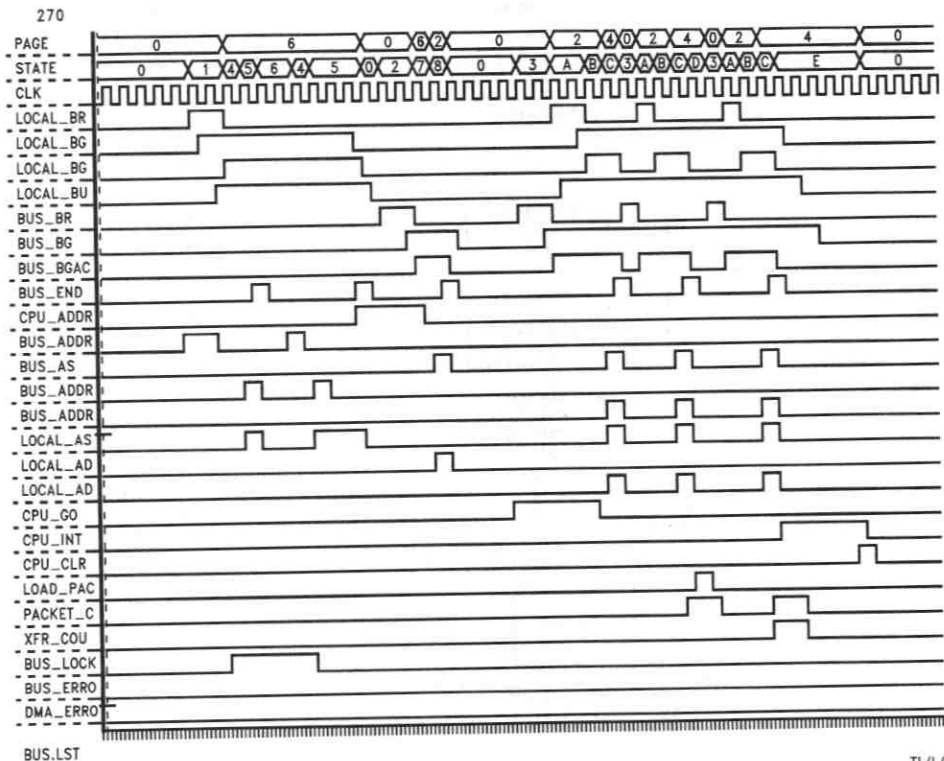 270
PAGE 0 6 0 6 2 0 2 4 0 2 4 0 2 4 0
STATE 0 1 4 5 6 4 5 0 2 7 8 0 3 A B C 3 A B C D 3 A B C E 0
CLK
LOCAL_BR
LOCAL_BG
LOCAL_BG
LOCAL_BU
BUS_BR
BUS_BG
BUS_BGAC
BUS_END
CPU_ADDR
BUS_ADDR
BUS_AS
BUS_ADDR
BUS_ADDR
LOCAL_AS
LOCAL_AD
LOCAL_AD
CPU_GO
CPU_INT
CPU_CLR
LOAD_PAC
PACKET_C
XFR_COU
BUS_LOCK
BUS_ERRO
DMA_ERRO
BUS.LST